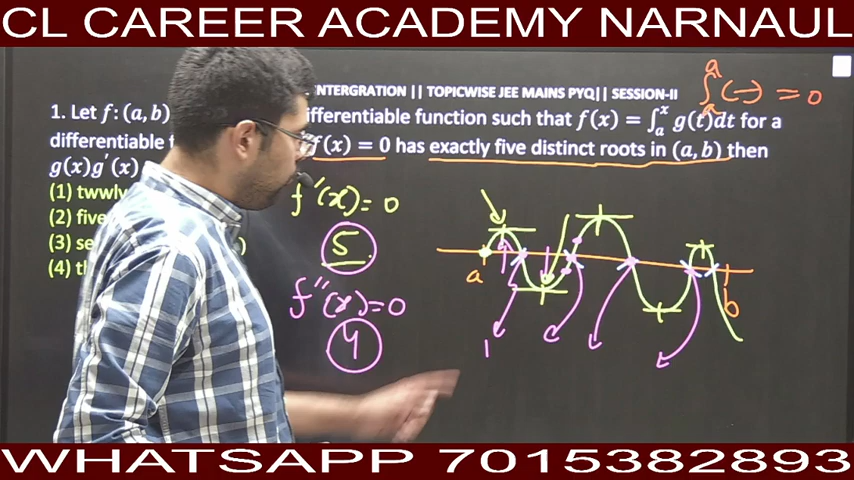 CL CAREER ACADEMY NARNAUL
ENTERGRATION || TOPICWISE JEE MAINS PYQ|| SESSION-II
∫ₐᵃ(–) = 0
1. Let f: (a, b) differentiable function such that f(x) = ∫ₐˣ g(t)dt for a
differentiable f(x) = 0 has exactly five distinct roots in (a, b) then
g(x)g′(x)
(1) twwlv
(2) five
(3) se )
(4) t
f′(x) = 0
5
f″(x) = 0
4
a
b
1
WHATSAPP 7015382893